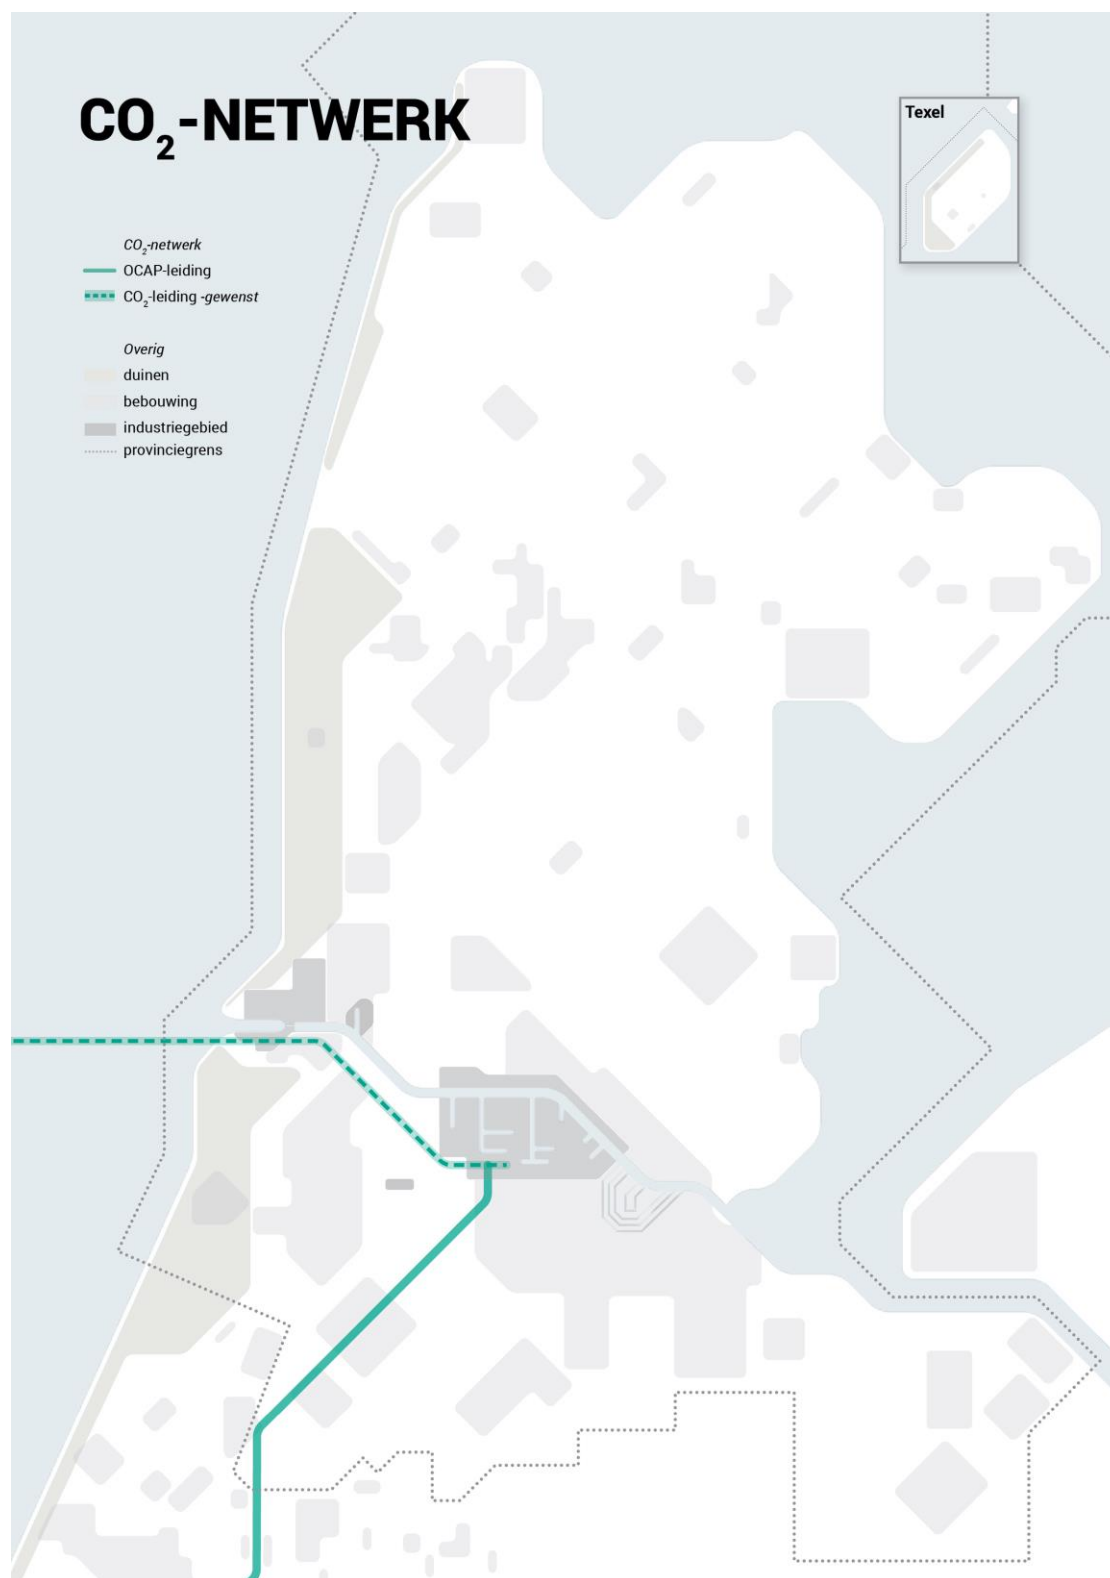 CO₂-NETWERK
Texel
CO₂-netwerk
OCAP-leiding
CO₂-leiding -gewenst
Overig
duinen
bebouwing
industriegebied
provinciegrens